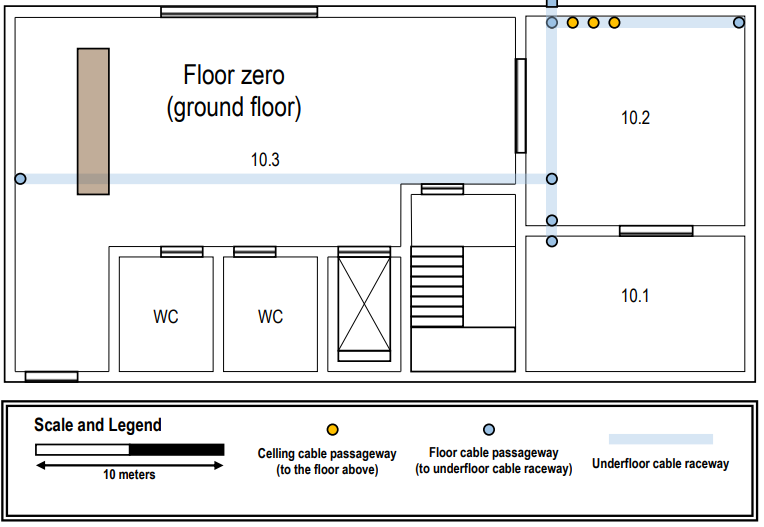 Floor zero
(ground floor)
10.2
10.3
10.1
WC
WC
Scale and Legend
10 meters
Celling cable passageway
(to the floor above)
Floor cable passageway
(to underfloor cable raceway)
Underfloor cable raceway